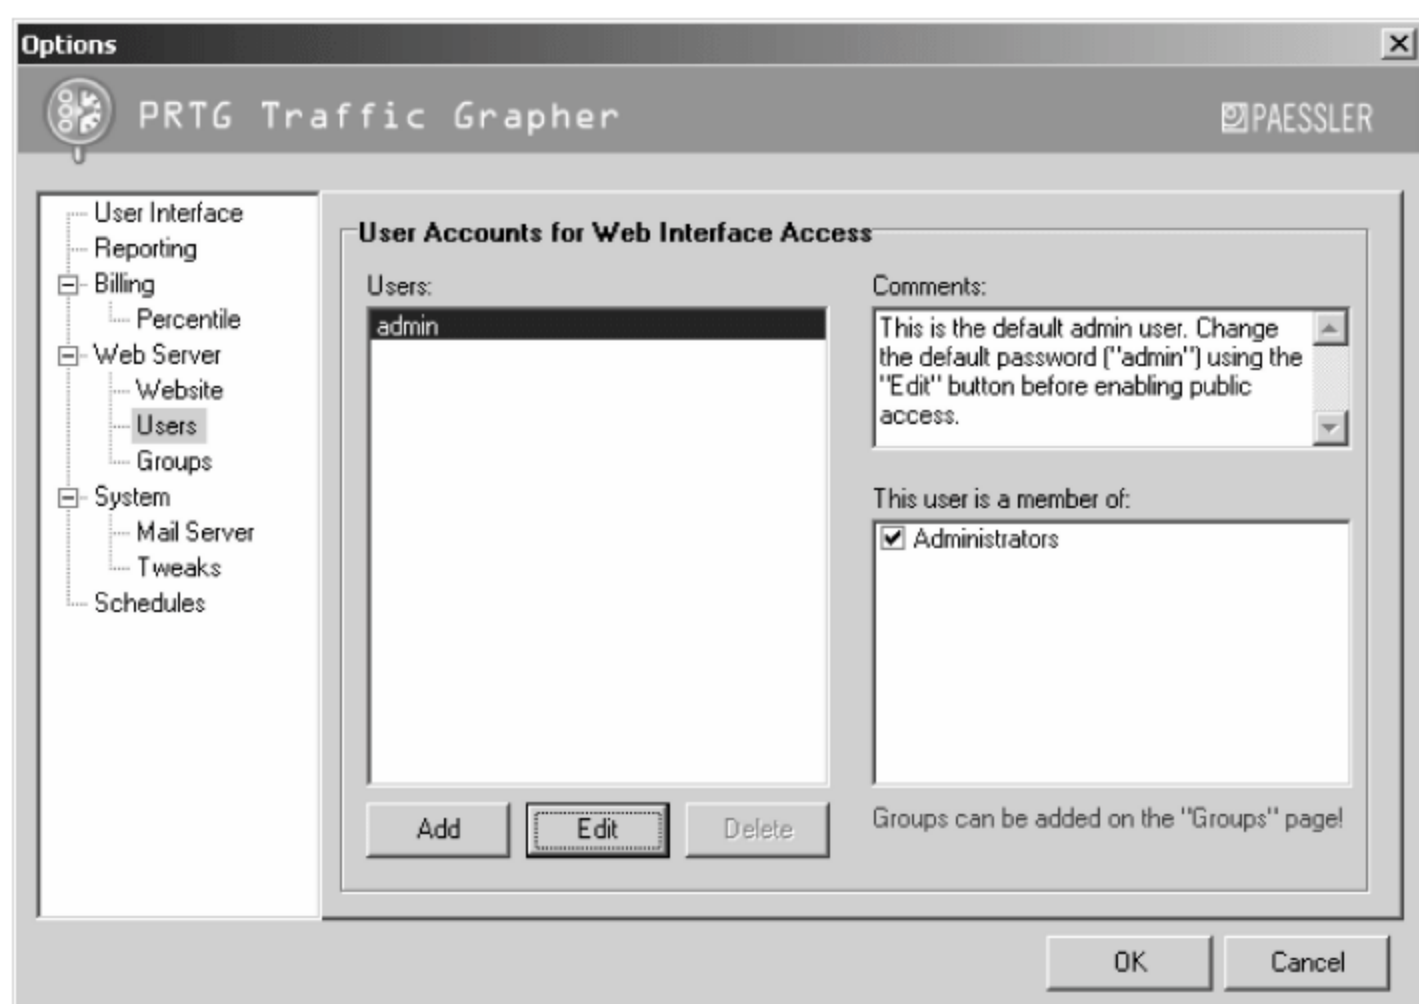 Options
PRTG Traffic Grapher
PAESSLER
User Interface
Reporting
Billing
Percentile
Web Server
Website
Users
Groups
System
Mail Server
Tweaks
Schedules
User Accounts for Web Interface Access
Users:
admin
Add
Edit
Delete
Comments:
This is the default admin user. Change
the default password ("admin") using the
"Edit" button before enabling public
access.
This user is a member of:
Administrators
Groups can be added on the "Groups" page!
OK
Cancel